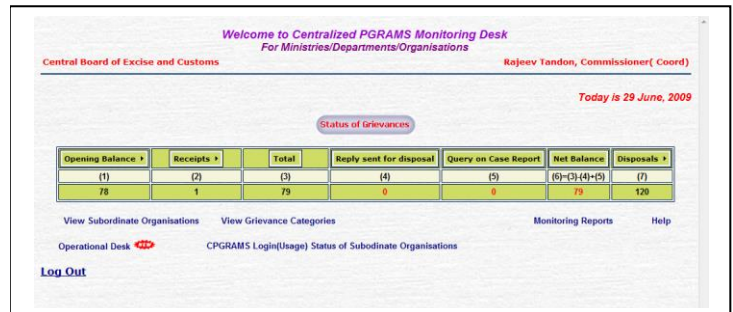 Welcome to Centralized PGRAMS Monitoring Desk
For Ministries/Departments/Organisations
Central Board of Excise and Customs Rajeev Tandon, Commissioner( Coord)
Today is 29 June, 2009
Status of Grievances
Opening Balance Receipts Total Reply sent for disposal Query on Case Report Net Balance Disposals
(1) (2) (3) (4) (5) (6)=(3)-(4)+(5) (7)
78 1 79 0 0 79 120
View Subordinate Organisations View Grievance Categories Monitoring Reports Help
Operational Desk CPGRAMS Login(Usage) Status of Subodinate Organisations
Log Out